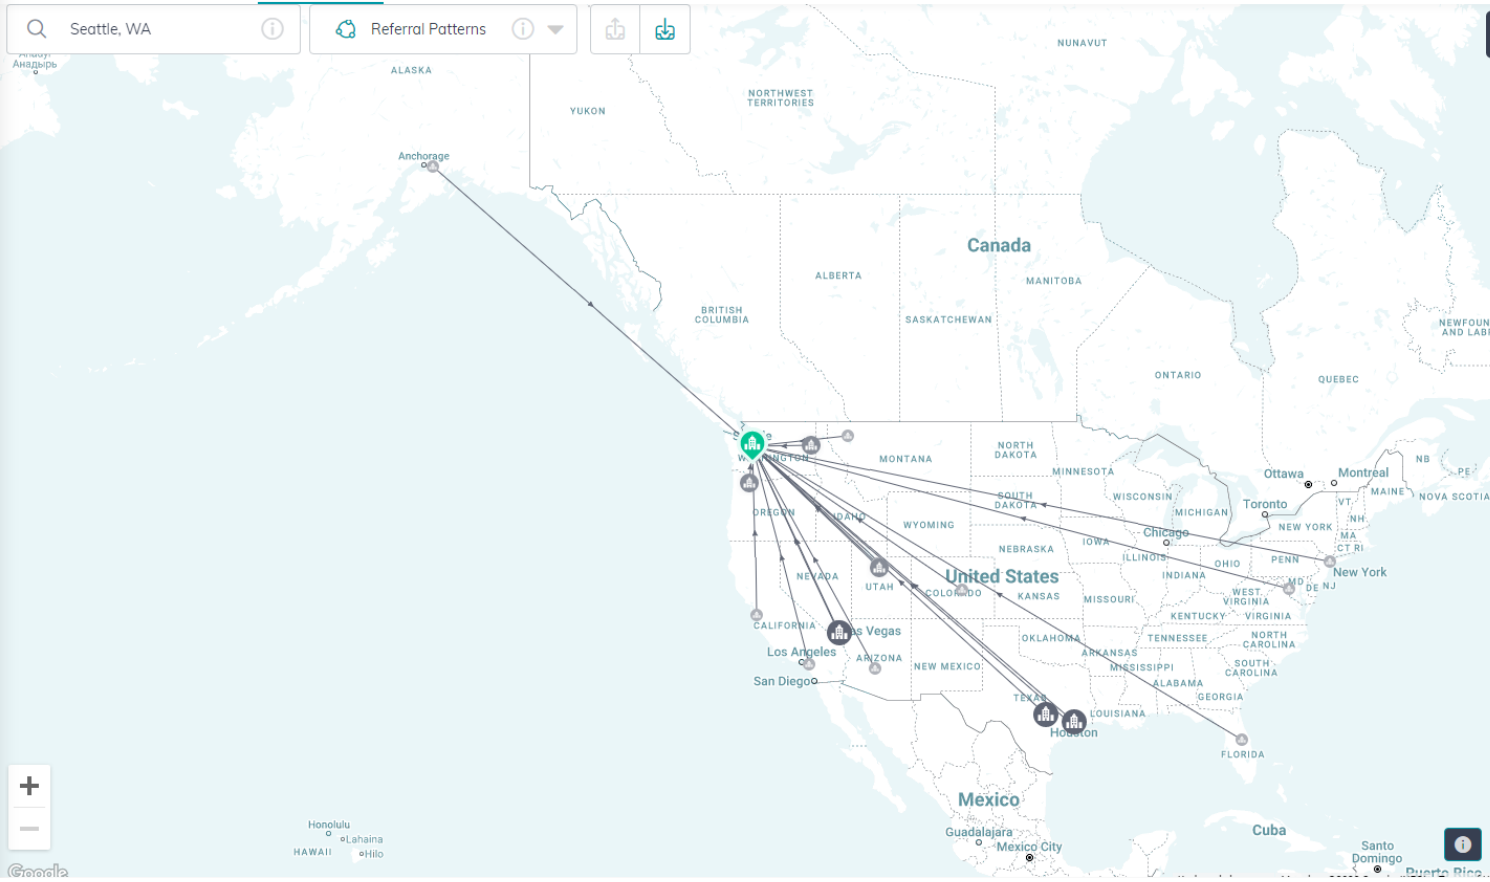 Seattle, WA
Referral Patterns
Анадырь
NUNAVUT
ALASKA
NORTHWEST
TERRITORIES
YUKON
Anchorage
Canada
ALBERTA
MANITOBA
BRITISH
COLUMBIA
SASKATCHEWAN
NEWFOUN
AND LAB
ONTARIO
QUEBEC
NORTH
DAKOTA
MONTANA
MINNESOTA
Ottawa
Montreal
NB
PE
MAINE
NOVA SCOTIA
WISCONSIN
SOUTH
DAKOTA
MICHIGAN
Toronto
VT
NH
OREGON
IDAHO
WYOMING
NEW YORK
MA
CT RI
Chicago
IOWA
NEBRASKA
ILLINOIS
OHIO
PENN
New York
INDIANA
NEVADA
United States
UTAH
COLORADO
KANSAS
MISSOURI
MD
DE
NJ
WEST
VIRGINIA
KENTUCKY
VIRGINIA
CALIFORNIA
as Vegas
OKLAHOMA
TENNESSEE
NORTH
CAROLINA
Los Angeles
ARIZONA
NEW MEXICO
ARKANSAS
MISSISSIPPI
SOUTH
CAROLINA
San Diego
ALABAMA
GEORGIA
TEXAS
LOUISIANA
Houston
FLORIDA
Mexico
Guadalajara
Mexico City
Cuba
Santo
Domingo
Puerto Rico
Honolulu
Lahaina
HAWAII
Hilo
Google